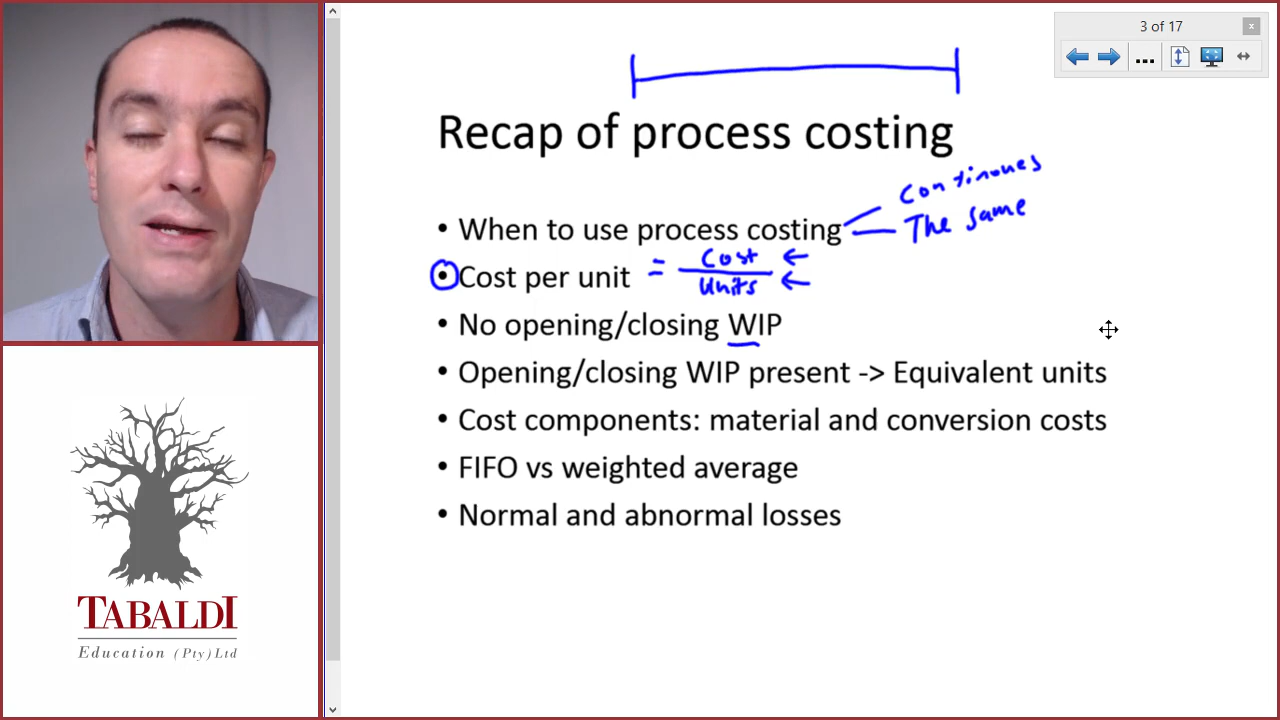 3 of 17
x
...
Recap of process costing
continoues
• When to use process costing
The same
• Cost per unit = Cost
Units
• No opening/closing WIP
• Opening/closing WIP present -> Equivalent units
• Cost components: material and conversion costs
• FIFO vs weighted average
• Normal and abnormal losses
TABALDI
Education (Pty) Ltd